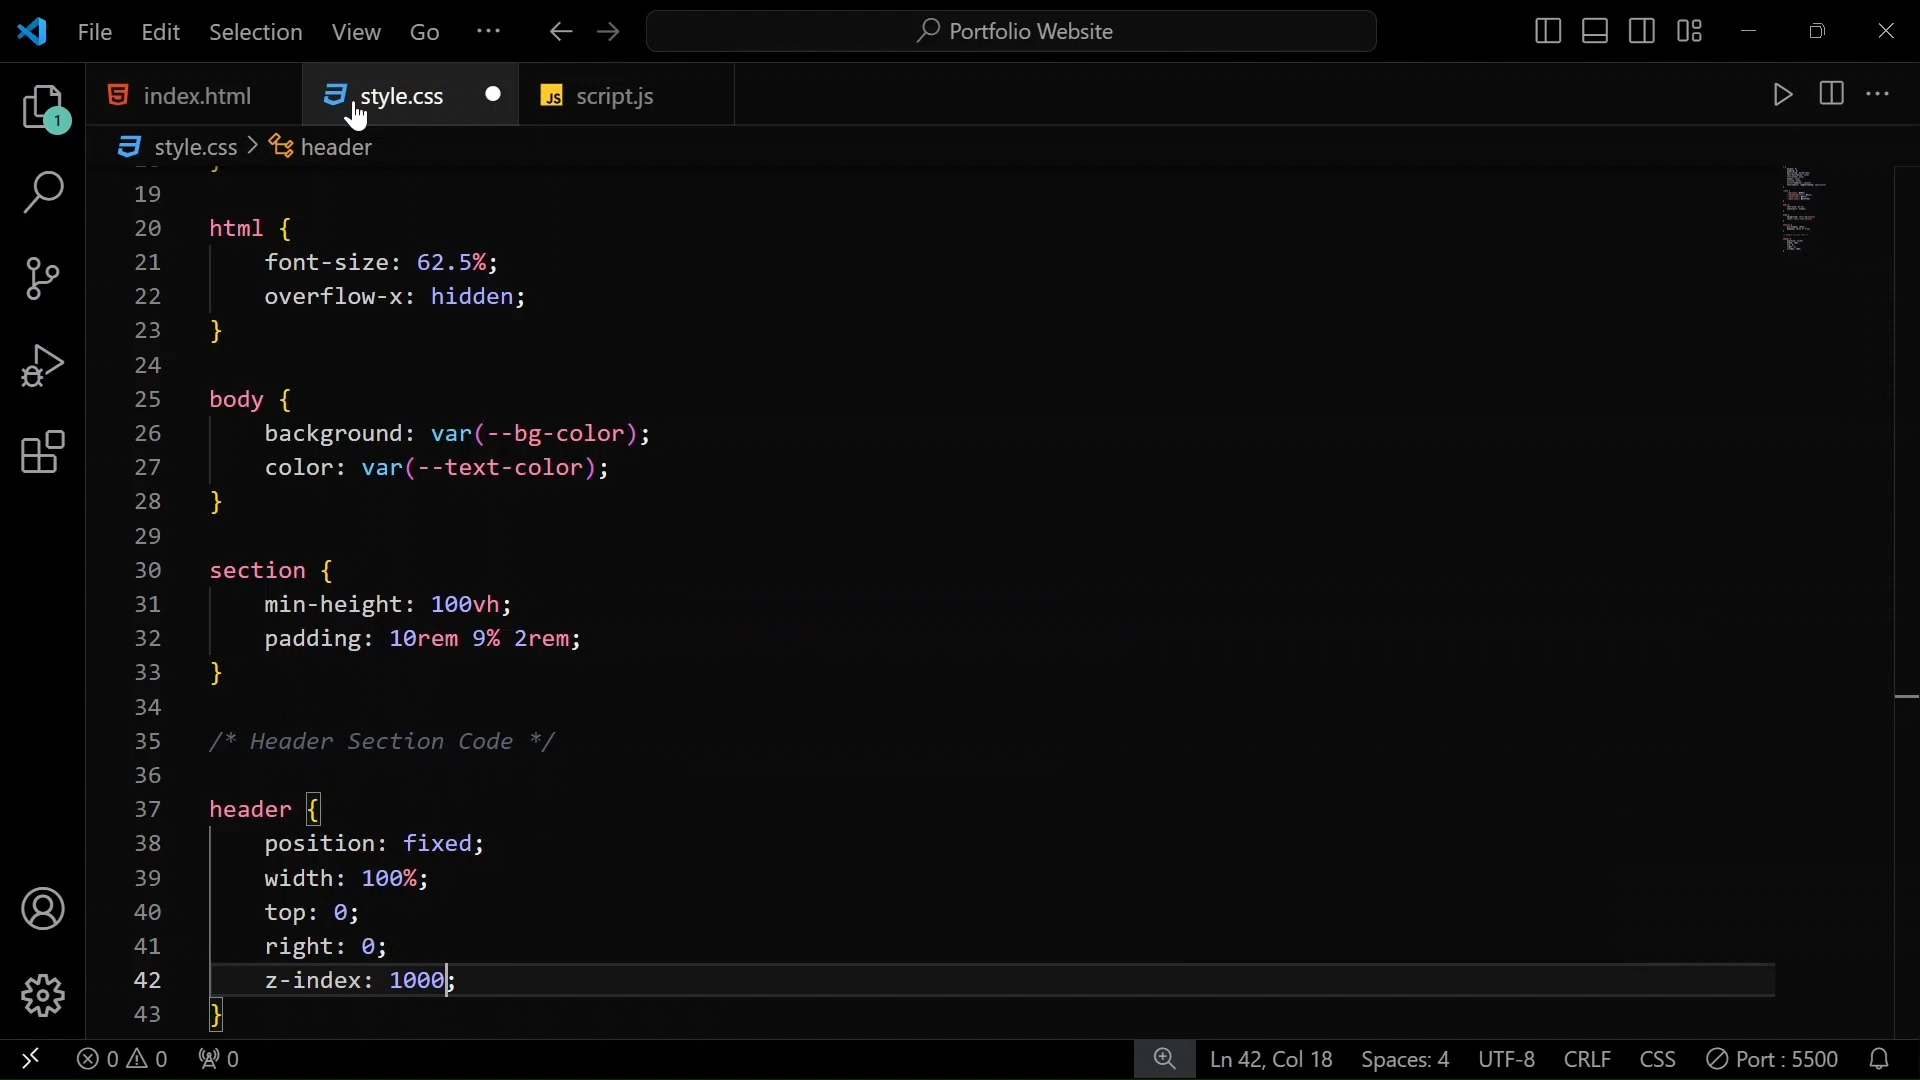 File Edit Selection View Go ··· Portfolio Website
index.html style.css script.js
style.css > header
19
20 html {
21 font-size: 62.5%;
22 overflow-x: hidden;
23 }
24
25 body {
26 background: var(--bg-color);
27 color: var(--text-color);
28 }
29
30 section {
31 min-height: 100vh;
32 padding: 10rem 9% 2rem;
33 }
34
35 /* Header Section Code */
36
37 header {
38 position: fixed;
39 width: 100%;
40 top: 0;
41 right: 0;
42 z-index: 1000;
43 }
1
0 0 0 Ln 42, Col 18 Spaces: 4 UTF-8 CRLF CSS Port : 5500